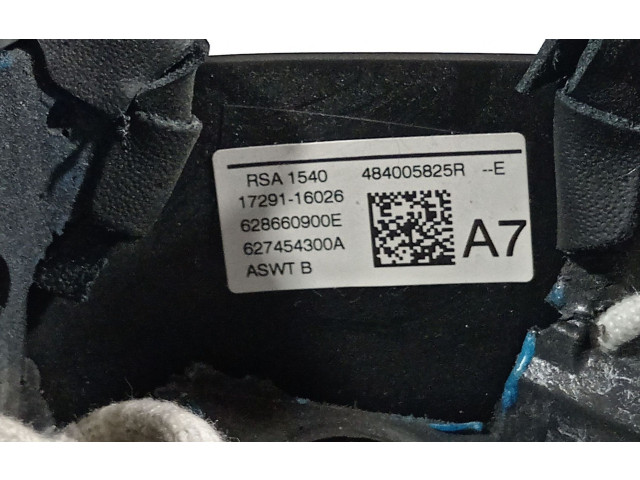 RSA 1540 484005825R --E
17291-16026
628660900E
627454300A A7
ASWT B